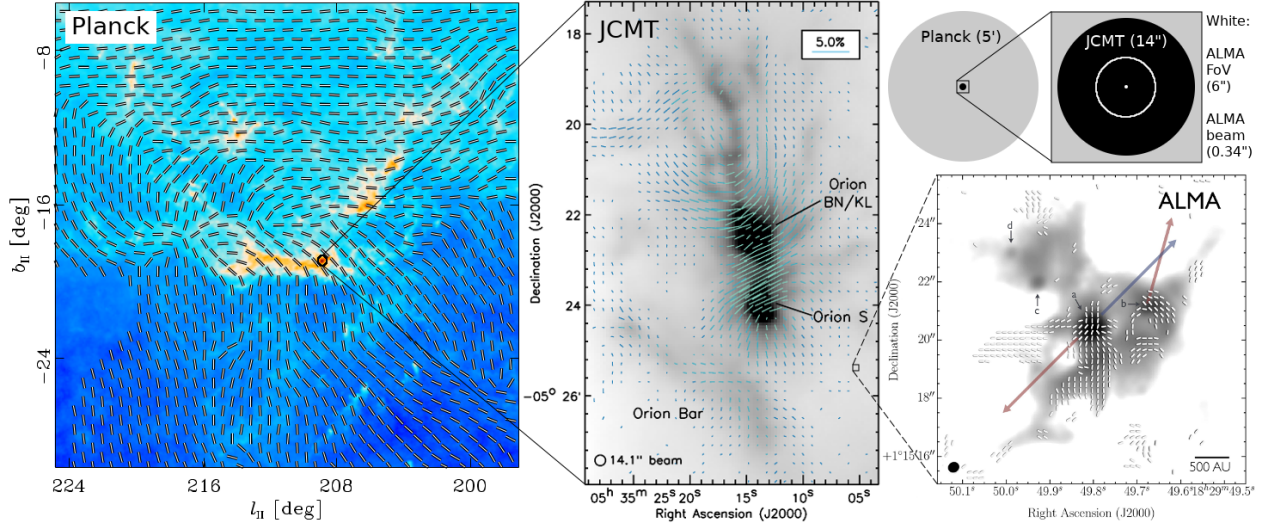 Planck
-8
-16
-24
b_II [deg]
224
216
208
200
l_II [deg]
JCMT
5.0%
18'
20
22
24
-05° 26'
Declination (J2000)
Orion
BN/KL
Orion S
Orion Bar
14.1" beam
05ʰ 35ᵐ 25ˢ 20ˢ
15ˢ
10ˢ
05ˢ
Right Ascension (J2000)
Planck (5')
JCMT (14")
White:
ALMA
FoV
(6")
ALMA
beam
(0.34")
ALMA
24"
22"
20"
18"
+1°15'16"
Declination (J2000)
d
c
a
b
500 AU
50.1ˢ
50.0ˢ
49.9ˢ
49.8ˢ
49.7ˢ
49.6ˢ
18ʰ29ᵐ49.5ˢ
Right Ascension (J2000)